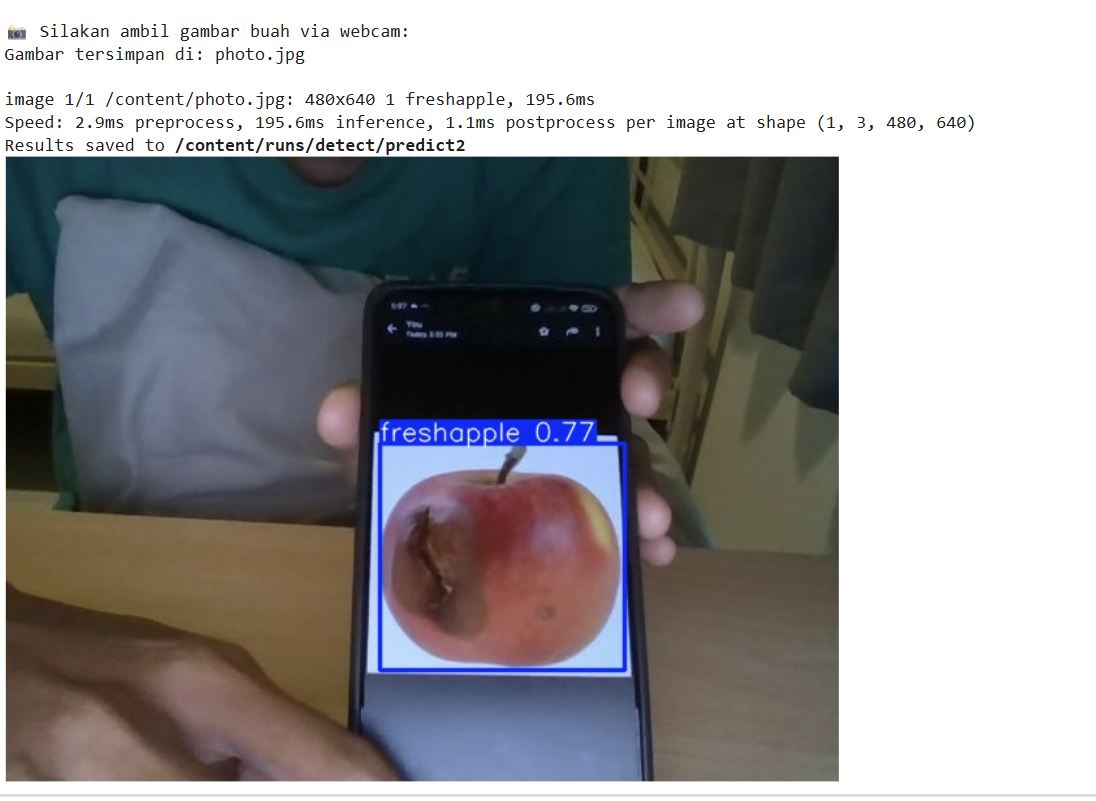 📷 Silakan ambil gambar buah via webcam:
Gambar tersimpan di: photo.jpg
image 1/1 /content/photo.jpg: 480x640 1 freshapple, 195.6ms
Speed: 2.9ms preprocess, 195.6ms inference, 1.1ms postprocess per image at shape (1, 3, 480, 640)
Results saved to /content/runs/detect/predict2
You
freshapple 0.77